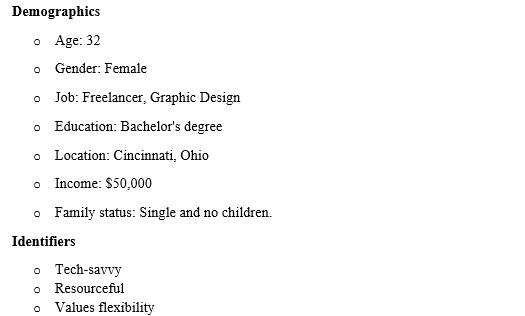 Demographics
o Age: 32
o Gender: Female
o Job: Freelancer, Graphic Design
o Education: Bachelor's degree
o Location: Cincinnati, Ohio
o Income: $50,000
o Family status: Single and no children.
Identifiers
o Tech-savvy
o Resourceful
o Values flexibility